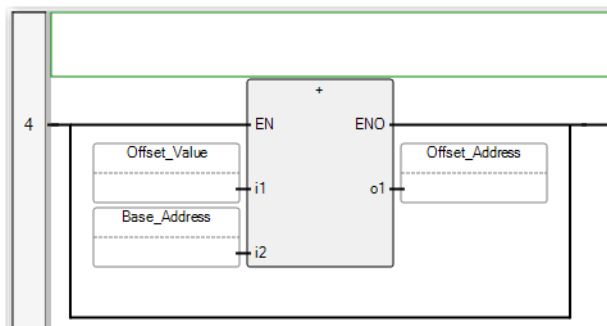 +
4
EN ENO
Offset_Value Offset_Address
i1 o1
Base_Address
i2